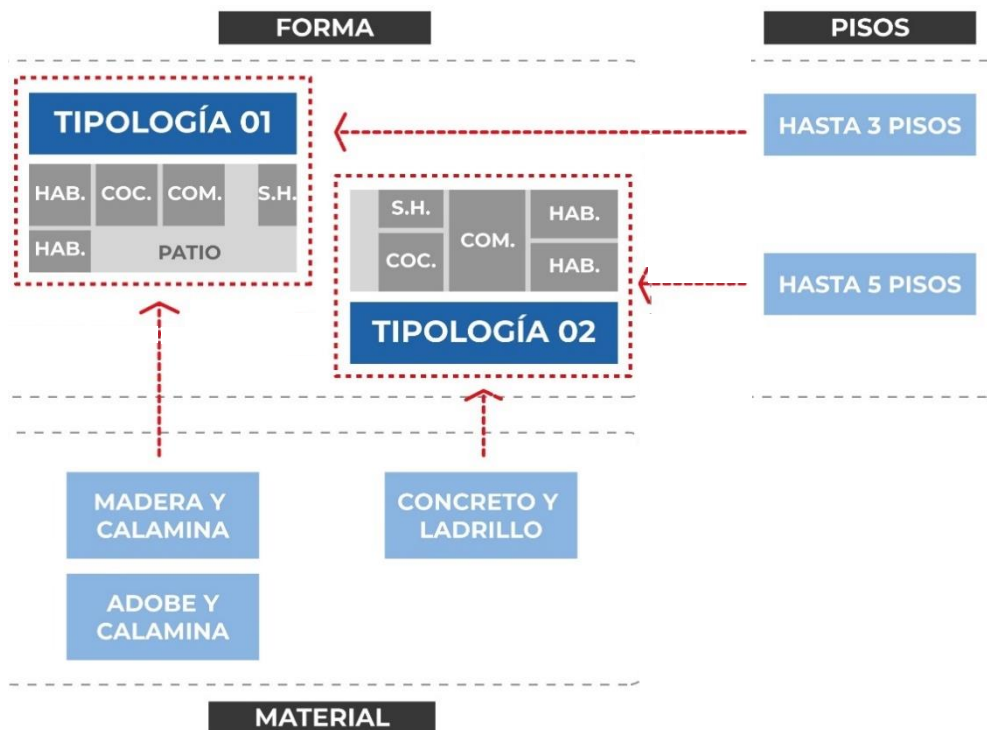 FORMA
PISOS
TIPOLOGÍA 01
HASTA 3 PISOS
HAB.
COC.
COM.
S.H.
HAB.
PATIO
S.H.
COC.
COM.
HAB.
HAB.
HASTA 5 PISOS
TIPOLOGÍA 02
MADERA Y
CALAMINA
CONCRETO Y
LADRILLO
ADOBE Y
CALAMINA
MATERIAL